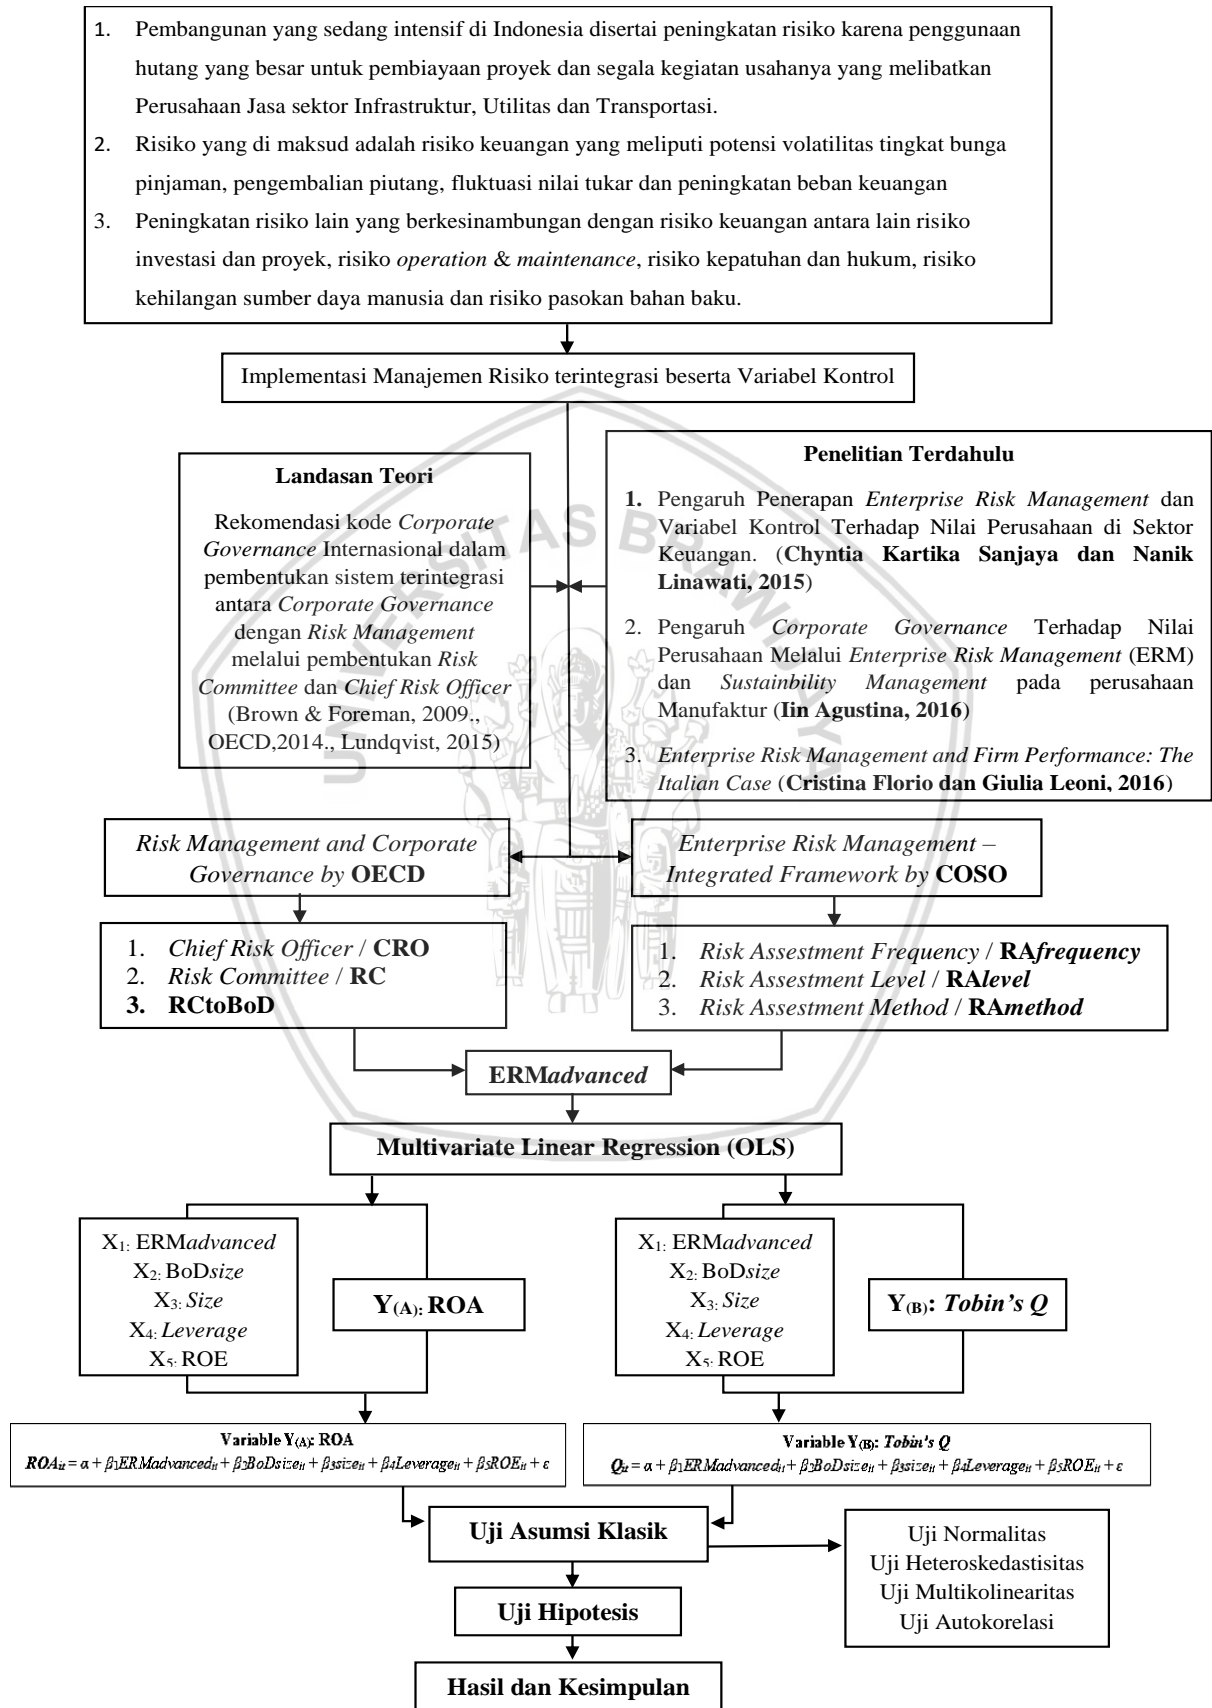 1. Pembangunan yang sedang intensif di Indonesia disertai peningkatan risiko karena penggunaan
hutang yang besar untuk pembiayaan proyek dan segala kegiatan usahanya yang melibatkan
Perusahaan Jasa sektor Infrastruktur, Utilitas dan Transportasi.
2. Risiko yang di maksud adalah risiko keuangan yang meliputi potensi volatilitas tingkat bunga
pinjaman, pengembalian piutang, fluktuasi nilai tukar dan peningkatan beban keuangan
3. Peningkatan risiko lain yang berkesinambungan dengan risiko keuangan antara lain risiko
investasi dan proyek, risiko operation & maintenance, risiko kepatuhan dan hukum, risiko
kehilangan sumber daya manusia dan risiko pasokan bahan baku.
Implementasi Manajemen Risiko terintegrasi beserta Variabel Kontrol
Landasan Teori
Rekomendasi kode Corporate
Governance Internasional dalam
pembentukan sistem terintegrasi
antara Corporate Governance
dengan Risk Management
melalui pembentukan Risk
Committee dan Chief Risk Officer
(Brown & Foreman, 2009.,
OECD,2014., Lundqvist, 2015)
Penelitian Terdahulu
1. Pengaruh Penerapan Enterprise Risk Management dan
Variabel Kontrol Terhadap Nilai Perusahaan di Sektor
Keuangan. (Chyntia Kartika Sanjaya dan Nanik
Linawati, 2015)
2. Pengaruh Corporate Governance Terhadap Nilai
Perusahaan Melalui Enterprise Risk Management (ERM)
dan Sustainbility Management pada perusahaan
Manufaktur (Iin Agustina, 2016)
3. Enterprise Risk Management and Firm Performance: The
Italian Case (Cristina Florio dan Giulia Leoni, 2016)
UNIVERSITAS BRAWIJAYA
Risk Management and Corporate
Governance by OECD
Enterprise Risk Management –
Integrated Framework by COSO
1. Chief Risk Officer / CRO
2. Risk Committee / RC
3. RCtoBoD
1. Risk Assestment Frequency / RAfrequency
2. Risk Assestment Level / RAlevel
3. Risk Assestment Method / RAmethod
ERMadvanced
Multivariate Linear Regression (OLS)
X1: ERMadvanced
X2: BoDsize
X3: Size
X4: Leverage
X5: ROE
Y(A): ROA
X1: ERMadvanced
X2: BoDsize
X3: Size
X4: Leverage
X5: ROE
Y(B): Tobin's Q
Variable Y(A): ROA
ROAit = α + β1ERMadvancedit + β2BoDsizeit + β3sizeit + β4Leverageit + β5ROEit + ε
Variable Y(B): Tobin's Q
Qit = α + β1ERMadvancedit + β2BoDsizeit + β3sizeit + β4Leverageit + β5ROEit + ε
Uji Asumsi Klasik
Uji Normalitas
Uji Heteroskedastisitas
Uji Multikolinearitas
Uji Autokorelasi
Uji Hipotesis
Hasil dan Kesimpulan